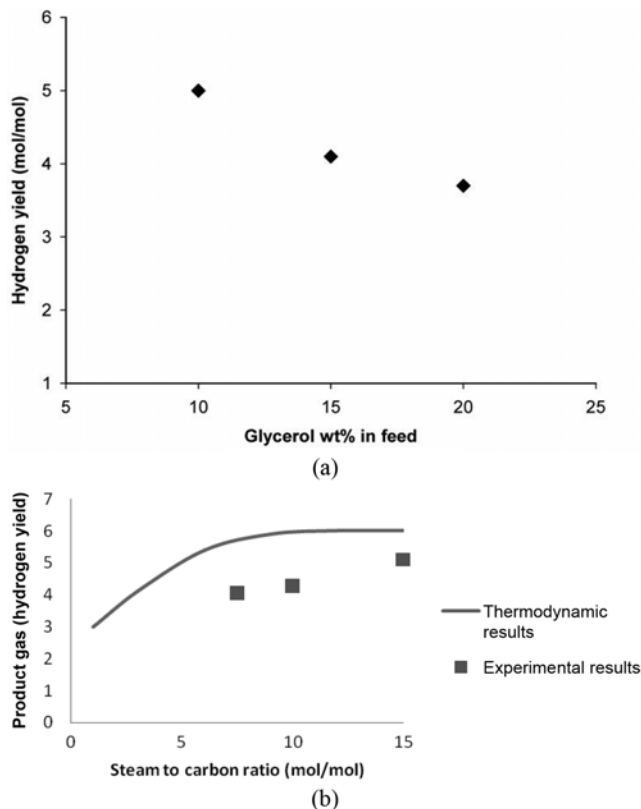 6
5
4
3
2
1
Hydrogen yield (mol/mol)
5 10 15 20 25
Glycerol wt% in feed
(a)
7
6
5
4
3
2
1
0
Product gas (hydrogen yield)
0 5 10 15
Steam to carbon ratio (mol/mol)
Thermodynamic
results
Experimental results
(b)